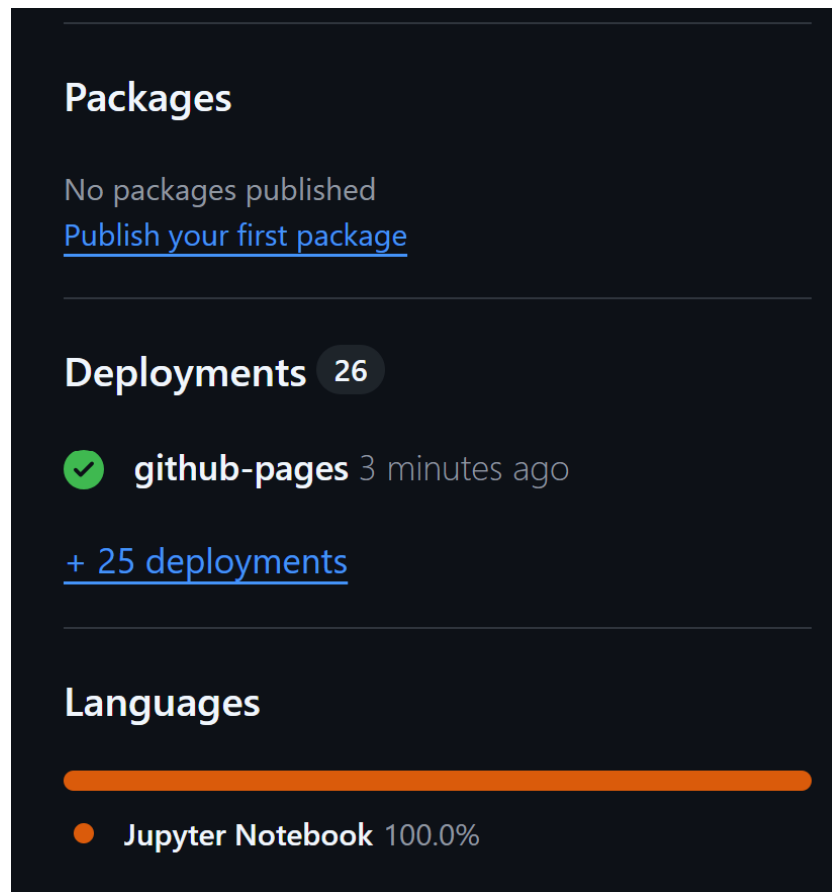 Packages
No packages published
Publish your first package
Deployments 26
github-pages 3 minutes ago
+ 25 deployments
Languages
Jupyter Notebook 100.0%